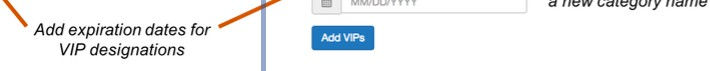 MM/DD/YYYY
a new category name
Add expiration dates for
VIP designations
Add VIPs